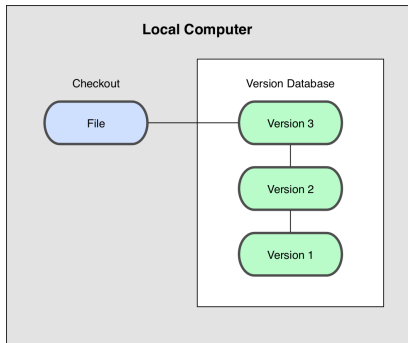 Local Computer
Checkout
Version Database
File
Version 3
Version 2
Version 1